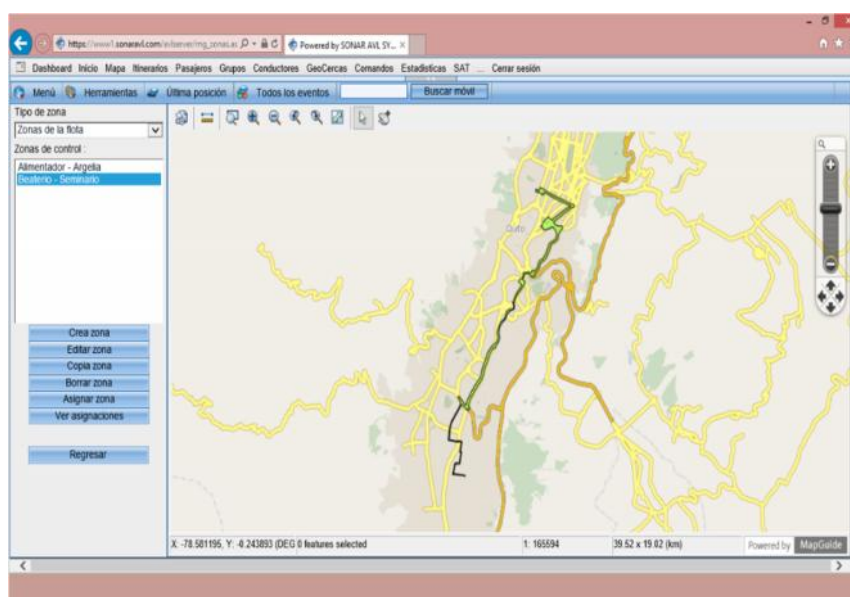 https://www1.sonaravl.com/avlserver/img_zonas.as
Powered by SONAR AVL SY...
Dashboard Inicio Mapa Itinerarios Pasajeros Grupos Conductores GeoCercas Comandos Estadísticas SAT ... Cerrar sesión
Menú Herramientas Última posición Todos los eventos Buscar móvil
Tipo de zona
Zonas de la flota
Zonas de control :
Alimentador - Argelia
Beaterio - Seminario
Crea zona
Editar zona
Copia zona
Borrar zona
Asignar zona
Ver asignaciones
Regresar
Quito
X: -78.581195, Y: -0.243893 (DEG 0 features selected
1: 165594
39.52 x 19.02 (km)
Powered by MapGuide